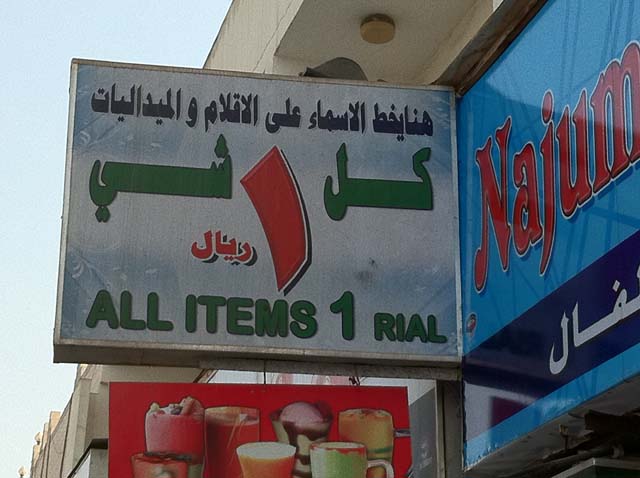 هنايخط الاسماء على الاقلام و الميداليات
كل شي
١
ريال
ALL ITEMS 1 RIAL
Najum